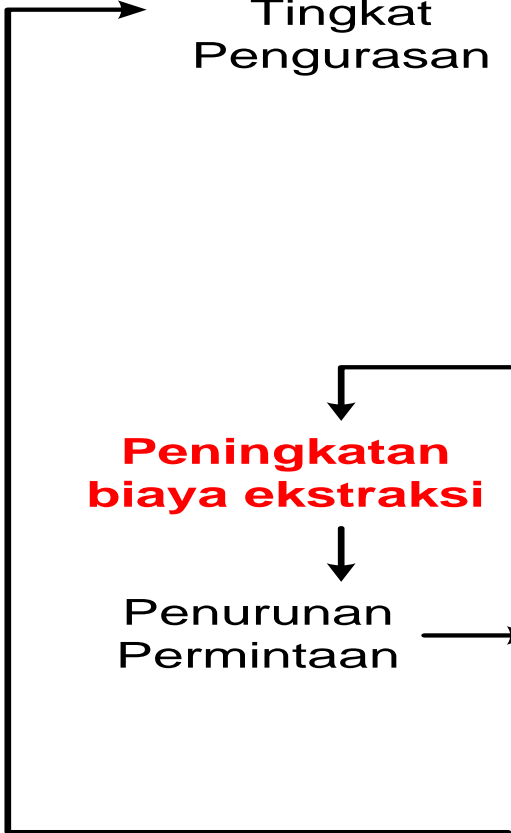 Tingkat
Pengurasan
Peningkatan
biaya ekstraksi
Penurunan
Permintaan